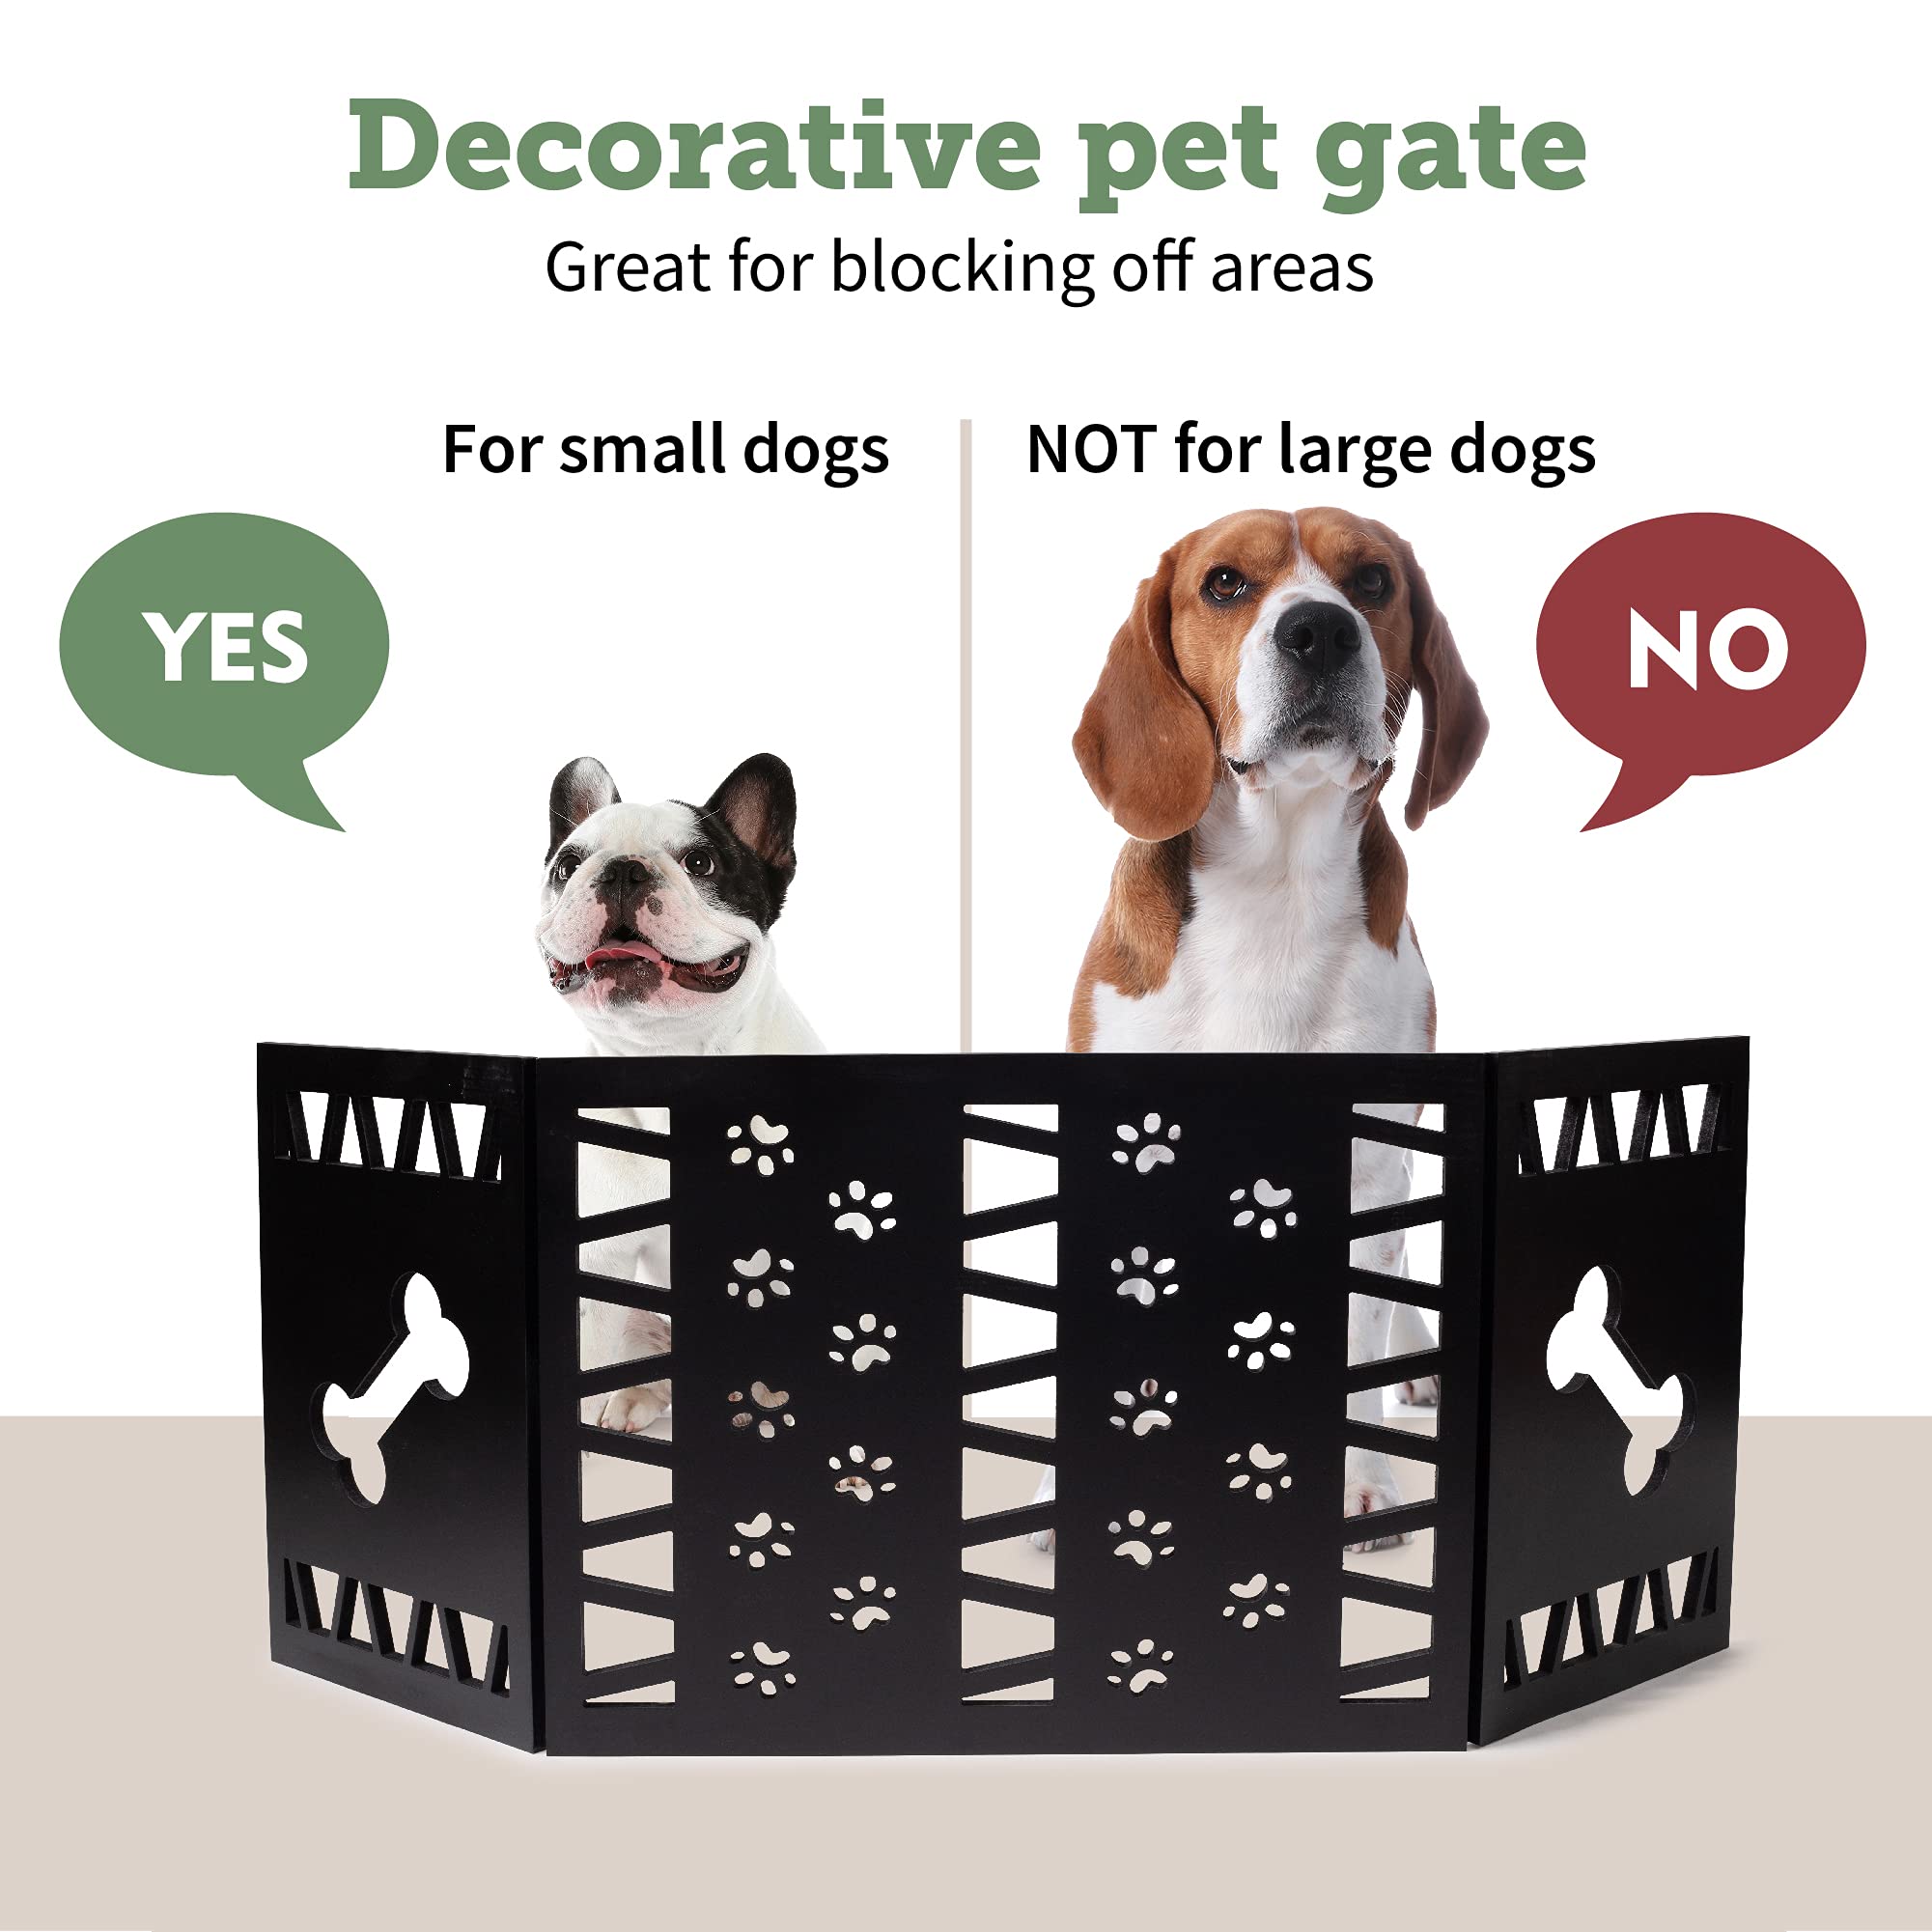 Decorative pet gate
Great for blocking off areas
For small dogs
NOT for large dogs
YES
NO